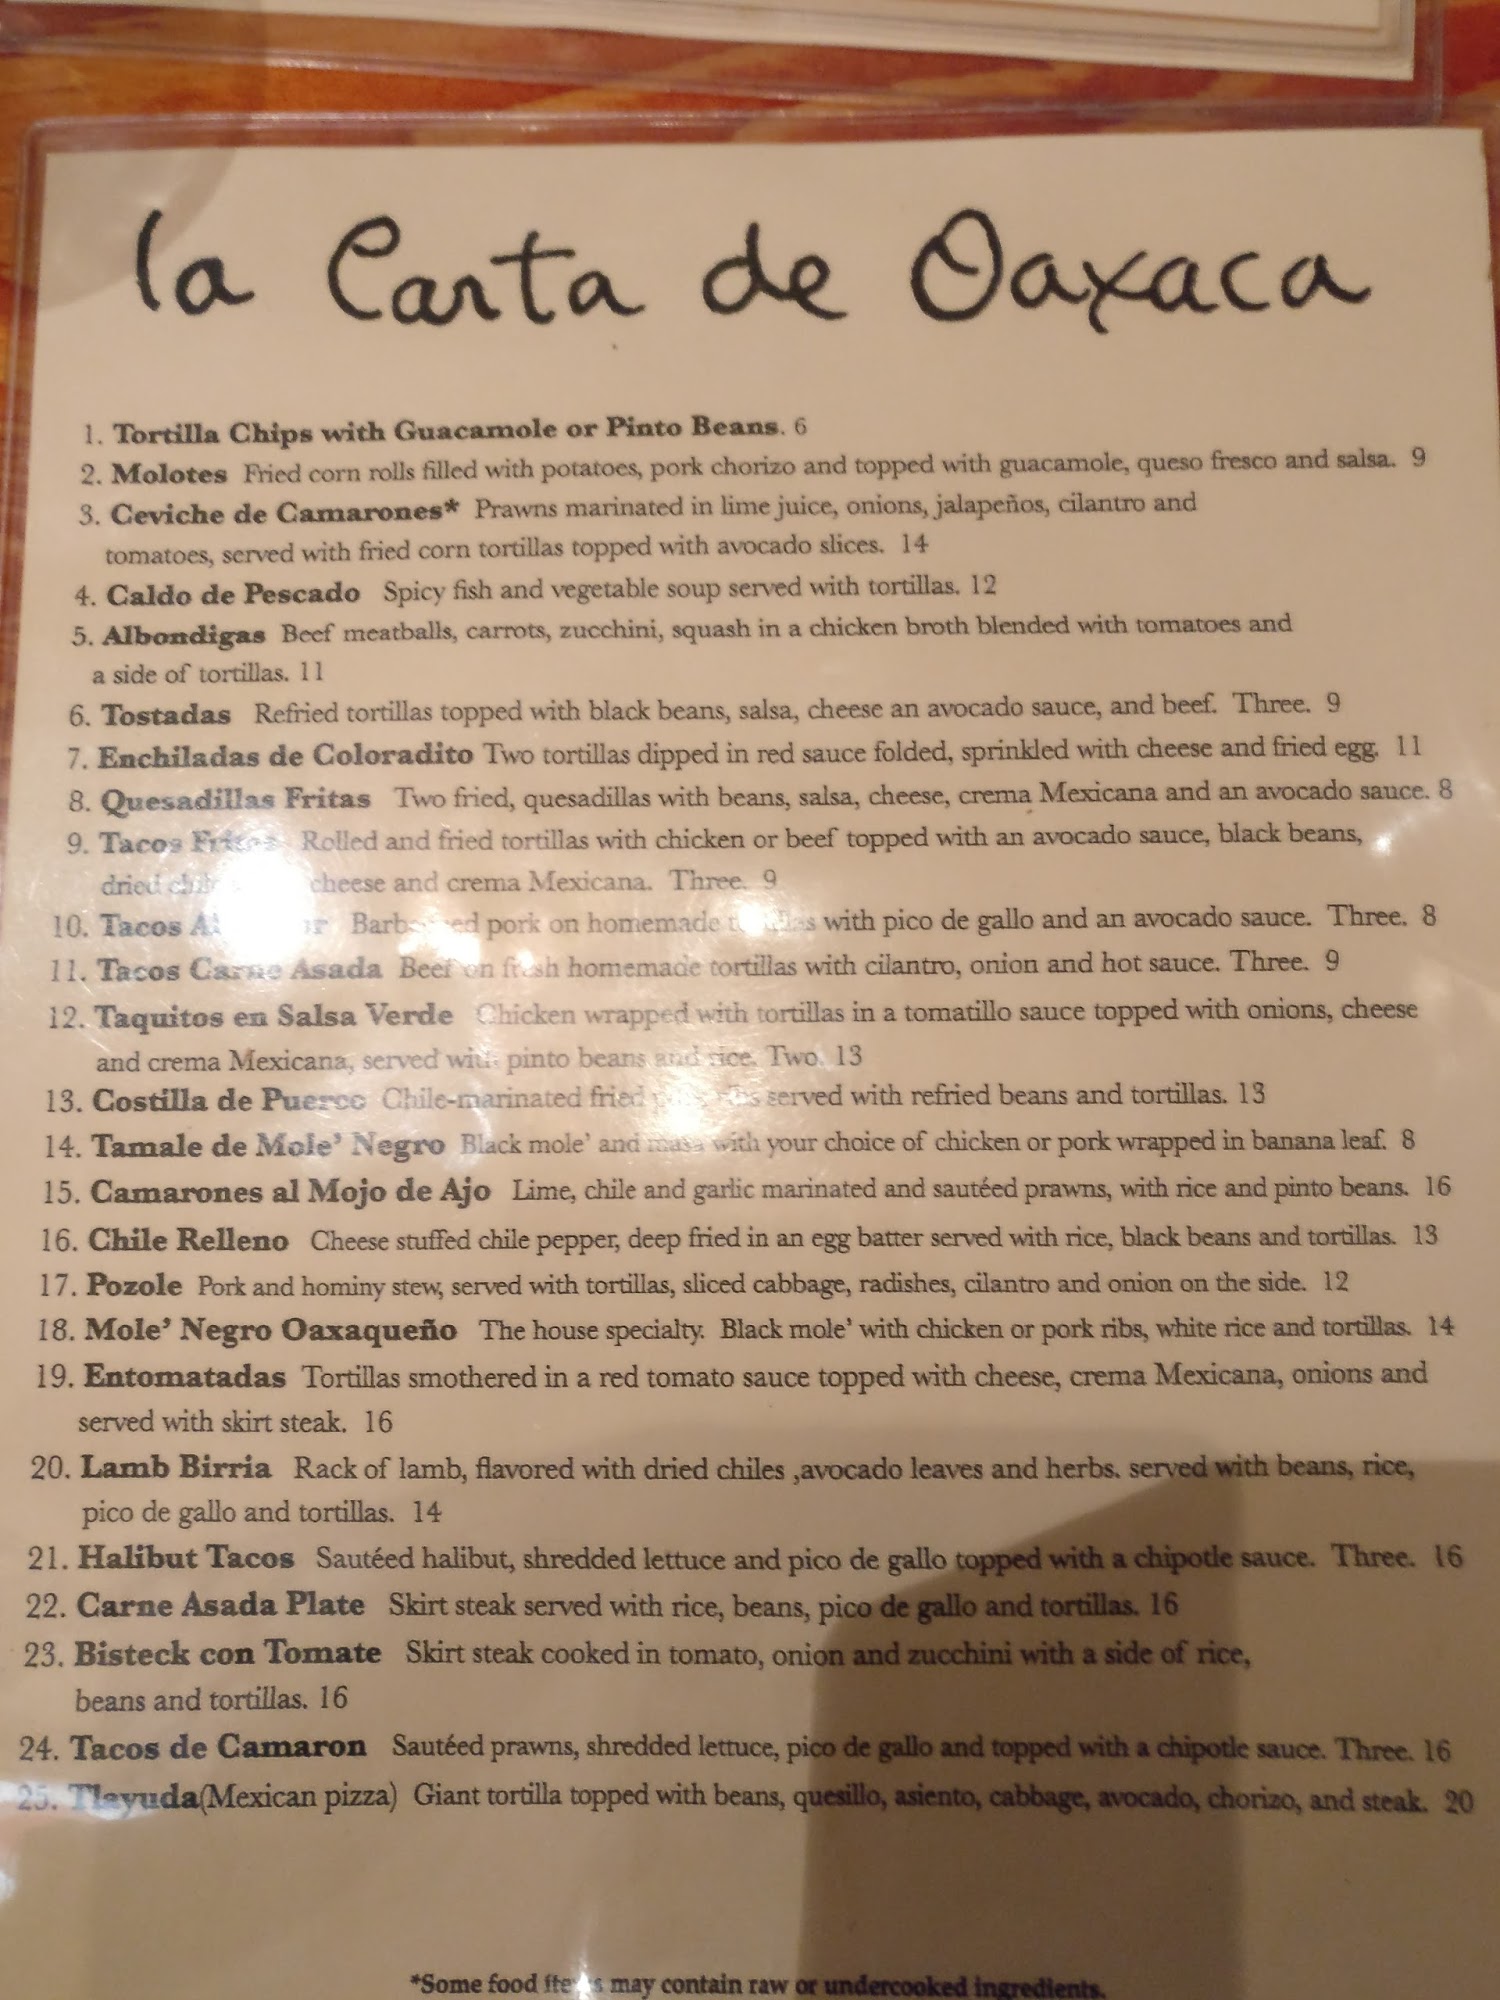 la Carta de Oaxaca
1. Tortilla Chips with Guacamole or Pinto Beans. 6
2. Molotes Fried corn rolls filled with potatoes, pork chorizo and topped with guacamole, queso fresco and salsa. 9
3. Ceviche de Camarones* Prawns marinated in lime juice, onions, jalapeños, cilantro and
tomatoes, served with fried corn tortillas topped with avocado slices. 14
4. Caldo de Pescado Spicy fish and vegetable soup served with tortillas. 12
5. Albondigas Beef meatballs, carrots, zucchini, squash in a chicken broth blended with tomatoes and
a side of tortillas. 11
6. Tostadas Refried tortillas topped with black beans, salsa, cheese an avocado sauce, and beef. Three. 9
7. Enchiladas de Coloradito Two tortillas dipped in red sauce folded, sprinkled with cheese and fried egg. 11
8. Quesadillas Fritas Two fried, quesadillas with beans, salsa, cheese, crema Mexicana and an avocado sauce. 8
9. Tacos Fritos Rolled and fried tortillas with chicken or beef topped with an avocado sauce, black beans,
dried cheese and crema Mexicana. Three. 9
10. Tacos pork on homemade tortillas with pico de gallo and an avocado sauce. Three. 8
11. Tacos Carne Asada Beef on fresh homemade tortillas with cilantro, onion and hot sauce. Three. 9
12. Taquitos en Salsa Verde Chicken wrapped with tortillas in a tomatillo sauce topped with onions, cheese
and crema Mexicana, served with pinto beans and rice. Two. 13
13. Costilla de Puerco Chile-marinated fried served with refried beans and tortillas. 13
14. Tamale de Mole' Negro Black mole' and masa with your choice of chicken or pork wrapped in banana leaf. 8
15. Camarones al Mojo de Ajo Lime, chile and garlic marinated and sautéed prawns, with rice and pinto beans. 16
16. Chile Relleno Cheese stuffed chile pepper, deep fried in an egg batter served with rice, black beans and tortillas. 13
17. Pozole Pork and hominy stew, served with tortillas, sliced cabbage, radishes, cilantro and onion on the side. 12
18. Mole' Negro Oaxaqueño The house specialty. Black mole' with chicken or pork ribs, white rice and tortillas. 14
19. Entomatadas Tortillas smothered in a red tomato sauce topped with cheese, crema Mexicana, onions and
served with skirt steak. 16
20. Lamb Birria Rack of lamb, flavored with dried chiles ,avocado leaves and herbs. served with beans, rice,
pico de gallo and tortillas. 14
21. Halibut Tacos Sautéed halibut, shredded lettuce and pico de gallo topped with a chipotle sauce. Three. 16
22. Carne Asada Plate Skirt steak served with rice, beans, pico de gallo and tortillas. 16
23. Bisteck con Tomate Skirt steak cooked in tomato, onion and zucchini with a side of rice,
beans and tortillas. 16
24. Tacos de Camaron Sautéed prawns, shredded lettuce, pico de gallo and topped with a chipotle sauce. Three. 16
25. Tlayuda(Mexican pizza) Giant tortilla topped with beans, quesillo, asiento, cabbage, avocado, chorizo, and steak. 20
*Some food items may contain raw or undercooked ingredients.